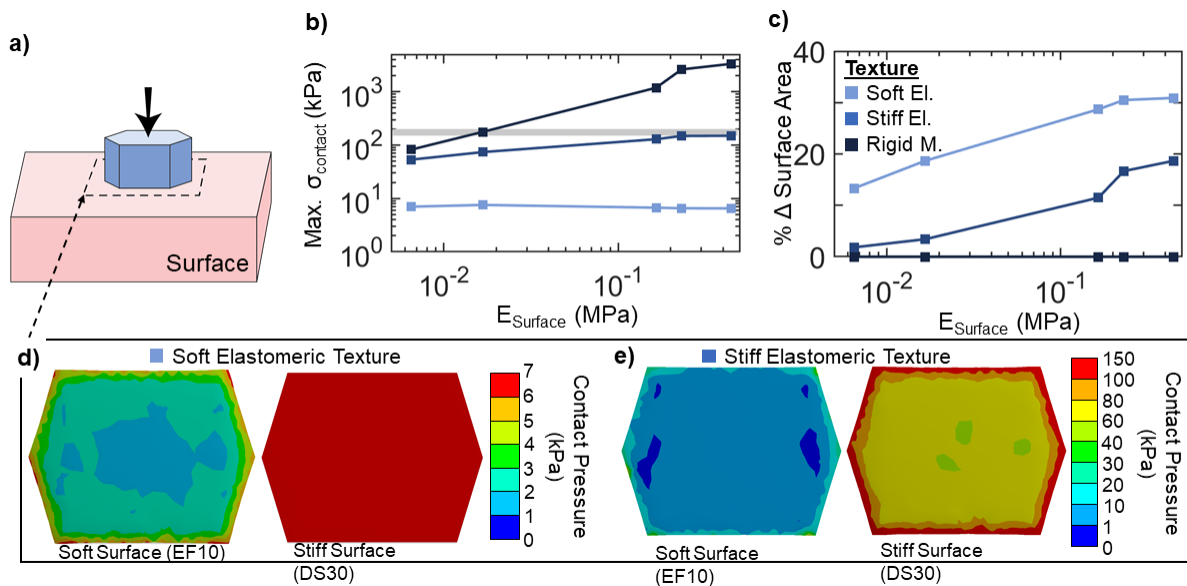 a)
Surface
b)
Max. σcontact (kPa)
10³
10²
10¹
10⁰
10⁻²
10⁻¹
ESurface (MPa)
c)
% Δ Surface Area
40
20
0
Texture
Soft El.
Stiff El.
Rigid M.
10⁻²
10⁻¹
ESurface (MPa)
d)
Soft Elastomeric Texture
7
6
5
4
3
2
1
0
Contact Pressure
(kPa)
Soft Surface (EF10)
Stiff Surface
(DS30)
e)
Stiff Elastomeric Texture
150
100
80
60
40
30
20
10
1
0
Contact Pressure
(kPa)
Soft Surface
(EF10)
Stiff Surface
(DS30)